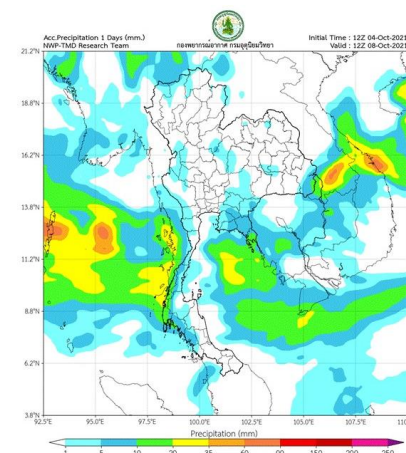 Acc.Precipitation 1 Days (mm.)
NWP-TMD Research Team
กองพยากรณ์อากาศ กรมอุตุนิยมวิทยา
Initial Time : 12Z 04-Oct-2021
Valid : 12Z 08-Oct-2021
21.2°N
18.8°N
16.2°N
13.8°N
11.2°N
8.8°N
6.2°N
3.8°N
92.5°E 95.0°E 97.5°E 100.0°E 102.5°E 105.0°E 107.5°E
Precipitation (mm)
1 5 10 20 35 60 90 150 200 250